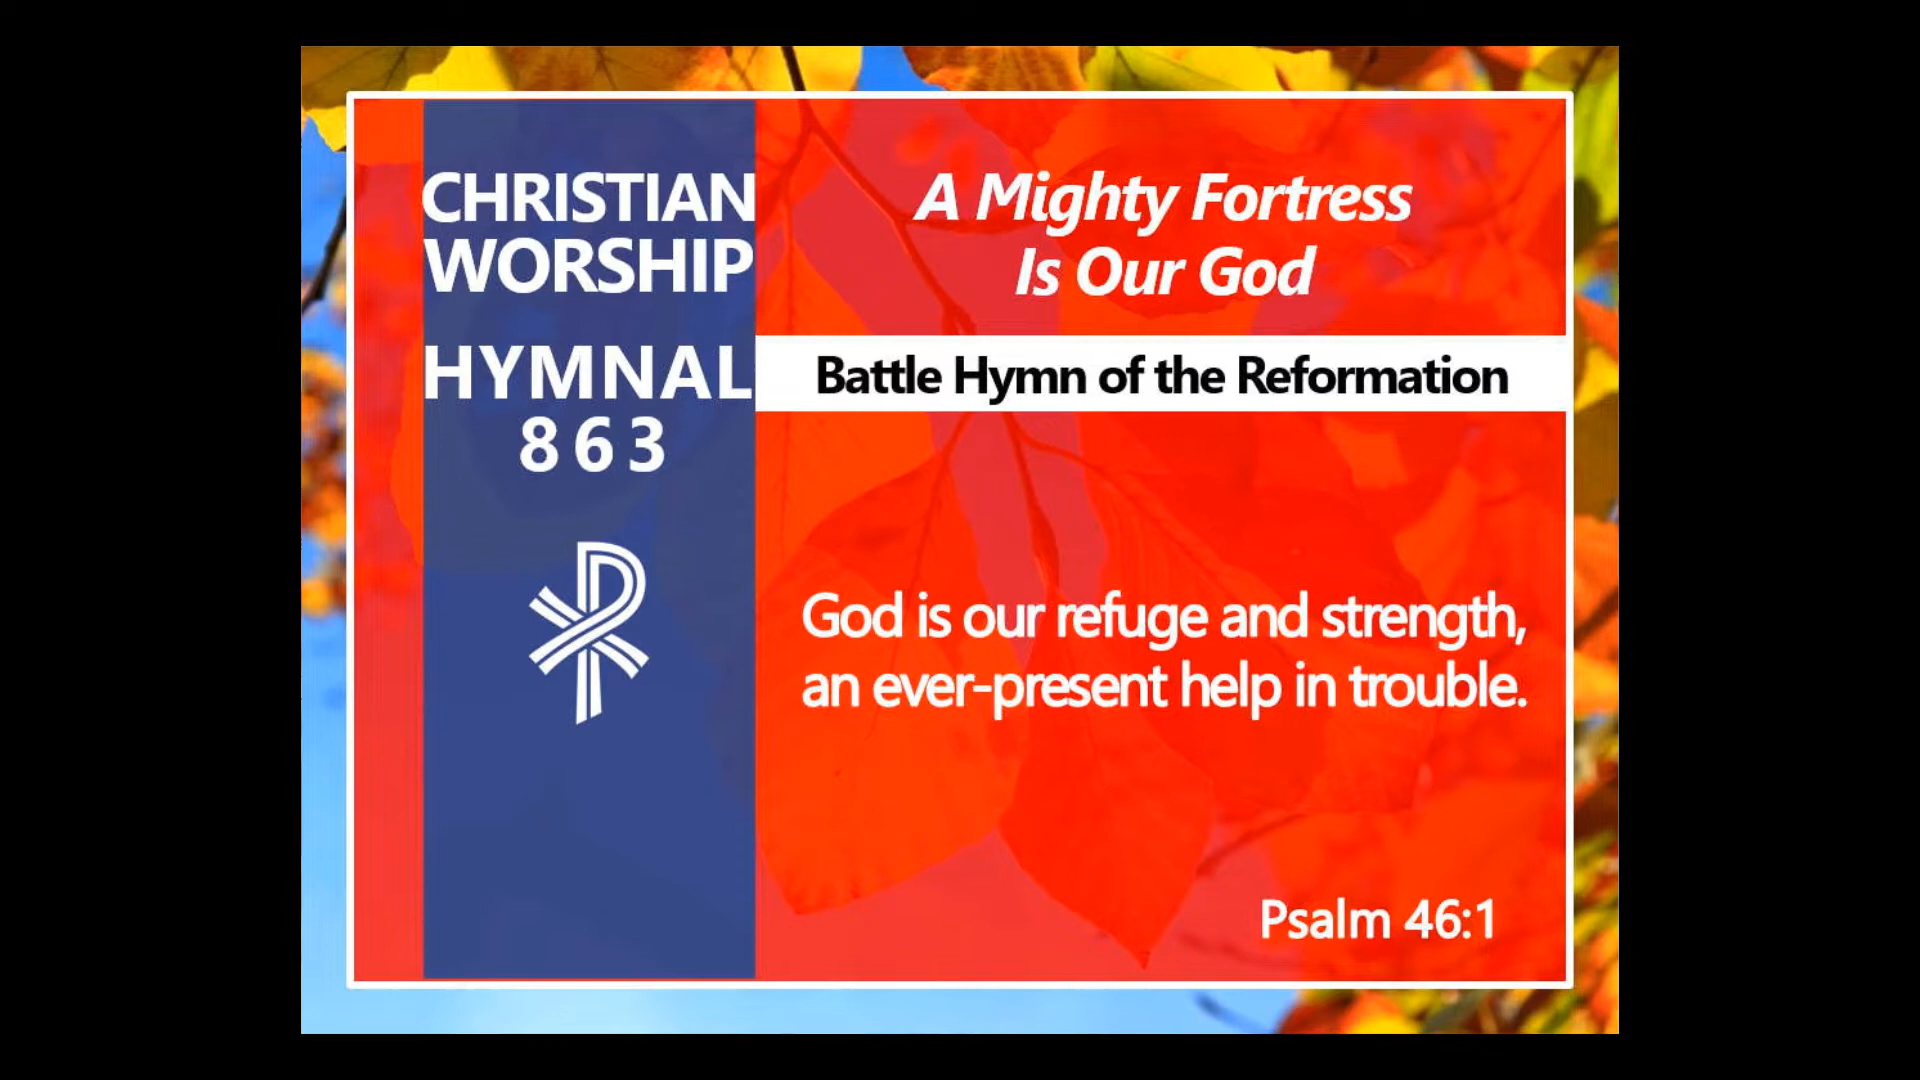 CHRISTIAN
WORSHIP
HYMNAL
863
A Mighty Fortress
Is Our God
Battle Hymn of the Reformation
God is our refuge and strength,
an ever-present help in trouble.
Psalm 46:1